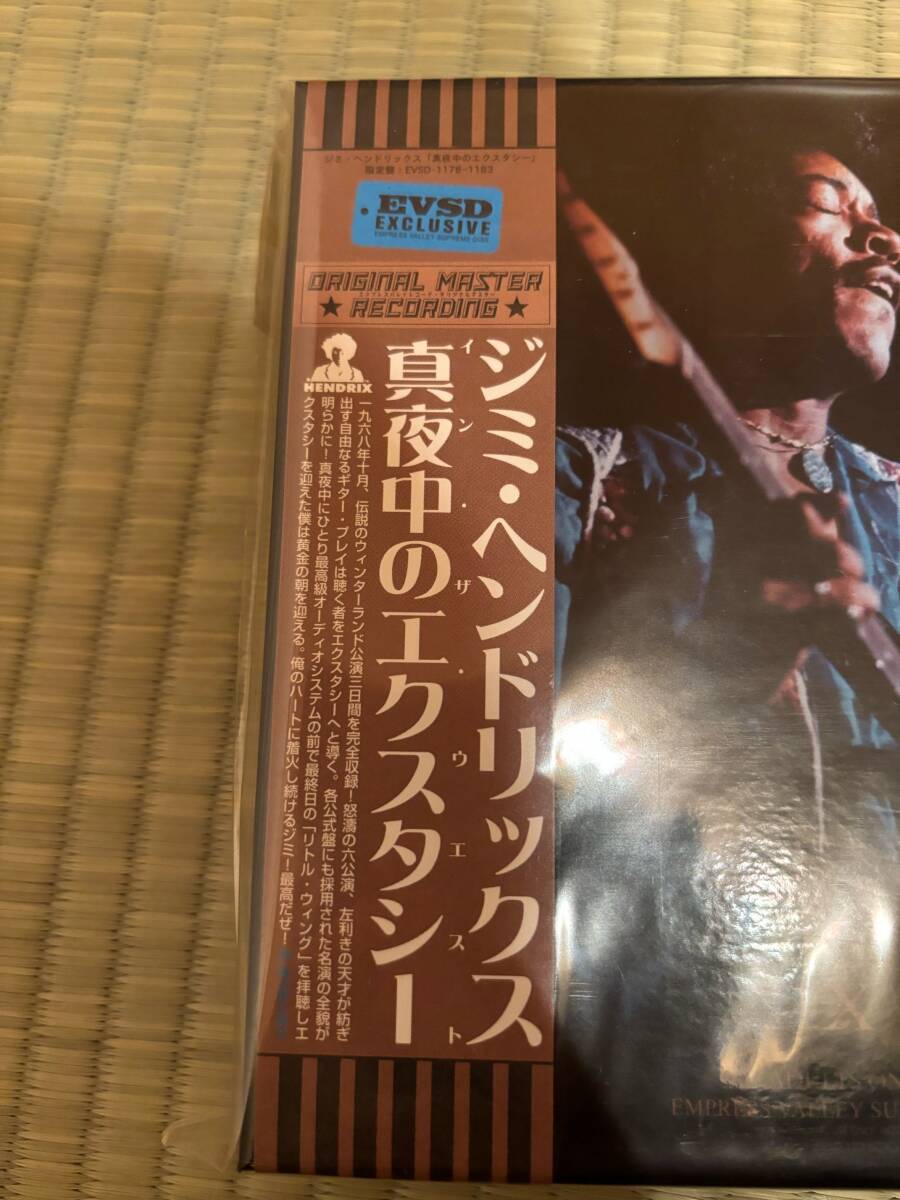 ジミ・ヘンドリックス「真夜中のエクスタシー」
限定盤：EVSD-1178-1183
EVSD
EXCLUSIVE
EMPRESS VALLEY SUPREME DISC
ORIGINAL MASTER
RECORDING
ジミ・ヘンドリックス
イン・ザ・ウエスト
真夜中のエクスタシー
HENDRIX
一九六八年十月、伝説のウィンターランド公演三日間を完全収録！怒濤の六公演、左利きの天才が紡ぎ
出す自由なるギター・プレイは聴く者をエクスタシーへと導く。各公式盤にも採用された名演の全貌が
明らかに！真夜中にひとり最高級オーディオシステムの前で最終日の「リトル・ウィング」を拝聴しエ
クスタシーを迎えた僕は黄金の朝を迎える。俺のハートに着火し続けるジミ！最高だぜ！
EMPRESS VALLEY SU